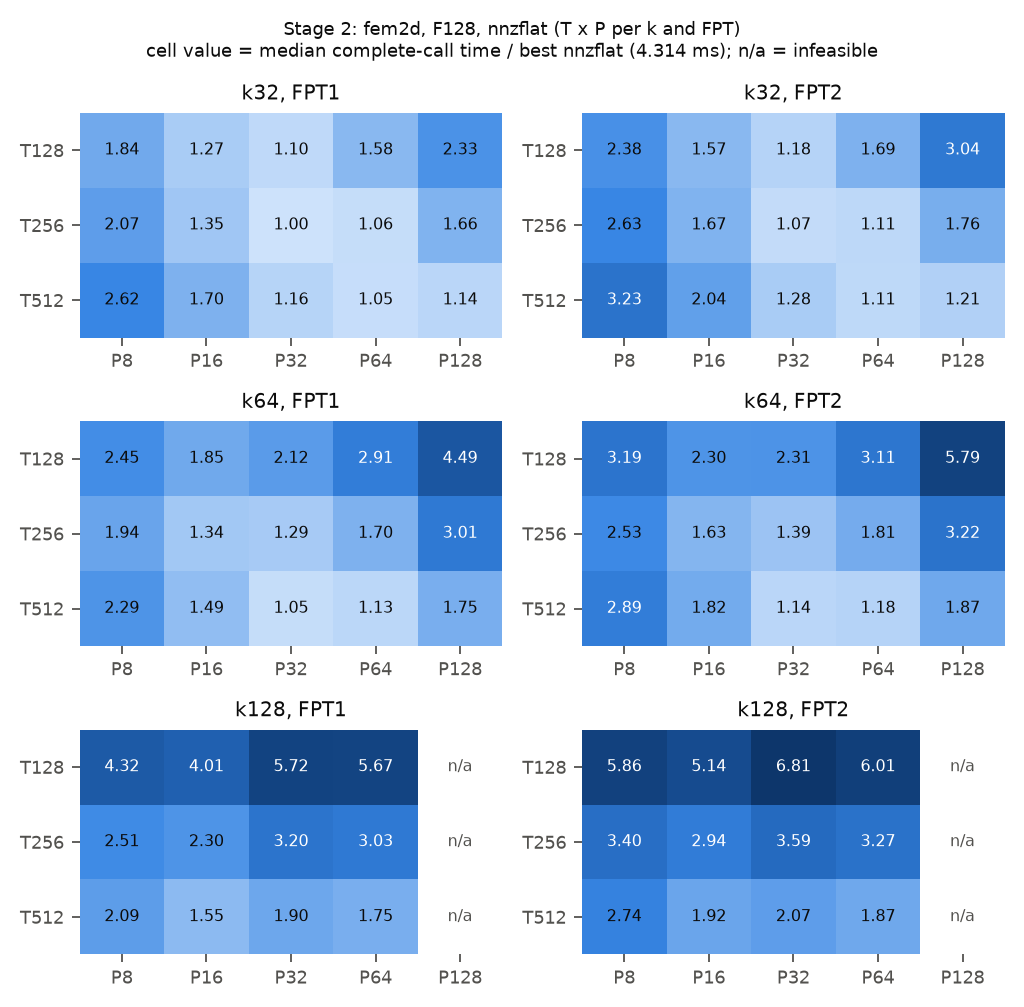 Stage 2: fem2d, F128, nnzflat (T x P per k and FPT)
cell value = median complete-call time / best nnzflat (4.314 ms); n/a = infeasible
k32, FPT1
T128 1.84 1.27 1.10 1.58 2.33
T256 2.07 1.35 1.00 1.06 1.66
T512 2.62 1.70 1.16 1.05 1.14
P8 P16 P32 P64 P128
k32, FPT2
T128 2.38 1.57 1.18 1.69 3.04
T256 2.63 1.67 1.07 1.11 1.76
T512 3.23 2.04 1.28 1.11 1.21
P8 P16 P32 P64 P128
k64, FPT1
T128 2.45 1.85 2.12 2.91 4.49
T256 1.94 1.34 1.29 1.70 3.01
T512 2.29 1.49 1.05 1.13 1.75
P8 P16 P32 P64 P128
k64, FPT2
T128 3.19 2.30 2.31 3.11 5.79
T256 2.53 1.63 1.39 1.81 3.22
T512 2.89 1.82 1.14 1.18 1.87
P8 P16 P32 P64 P128
k128, FPT1
T128 4.32 4.01 5.72 5.67 n/a
T256 2.51 2.30 3.20 3.03 n/a
T512 2.09 1.55 1.90 1.75 n/a
P8 P16 P32 P64 P128
k128, FPT2
T128 5.86 5.14 6.81 6.01 n/a
T256 3.40 2.94 3.59 3.27 n/a
T512 2.74 1.92 2.07 1.87 n/a
P8 P16 P32 P64 P128